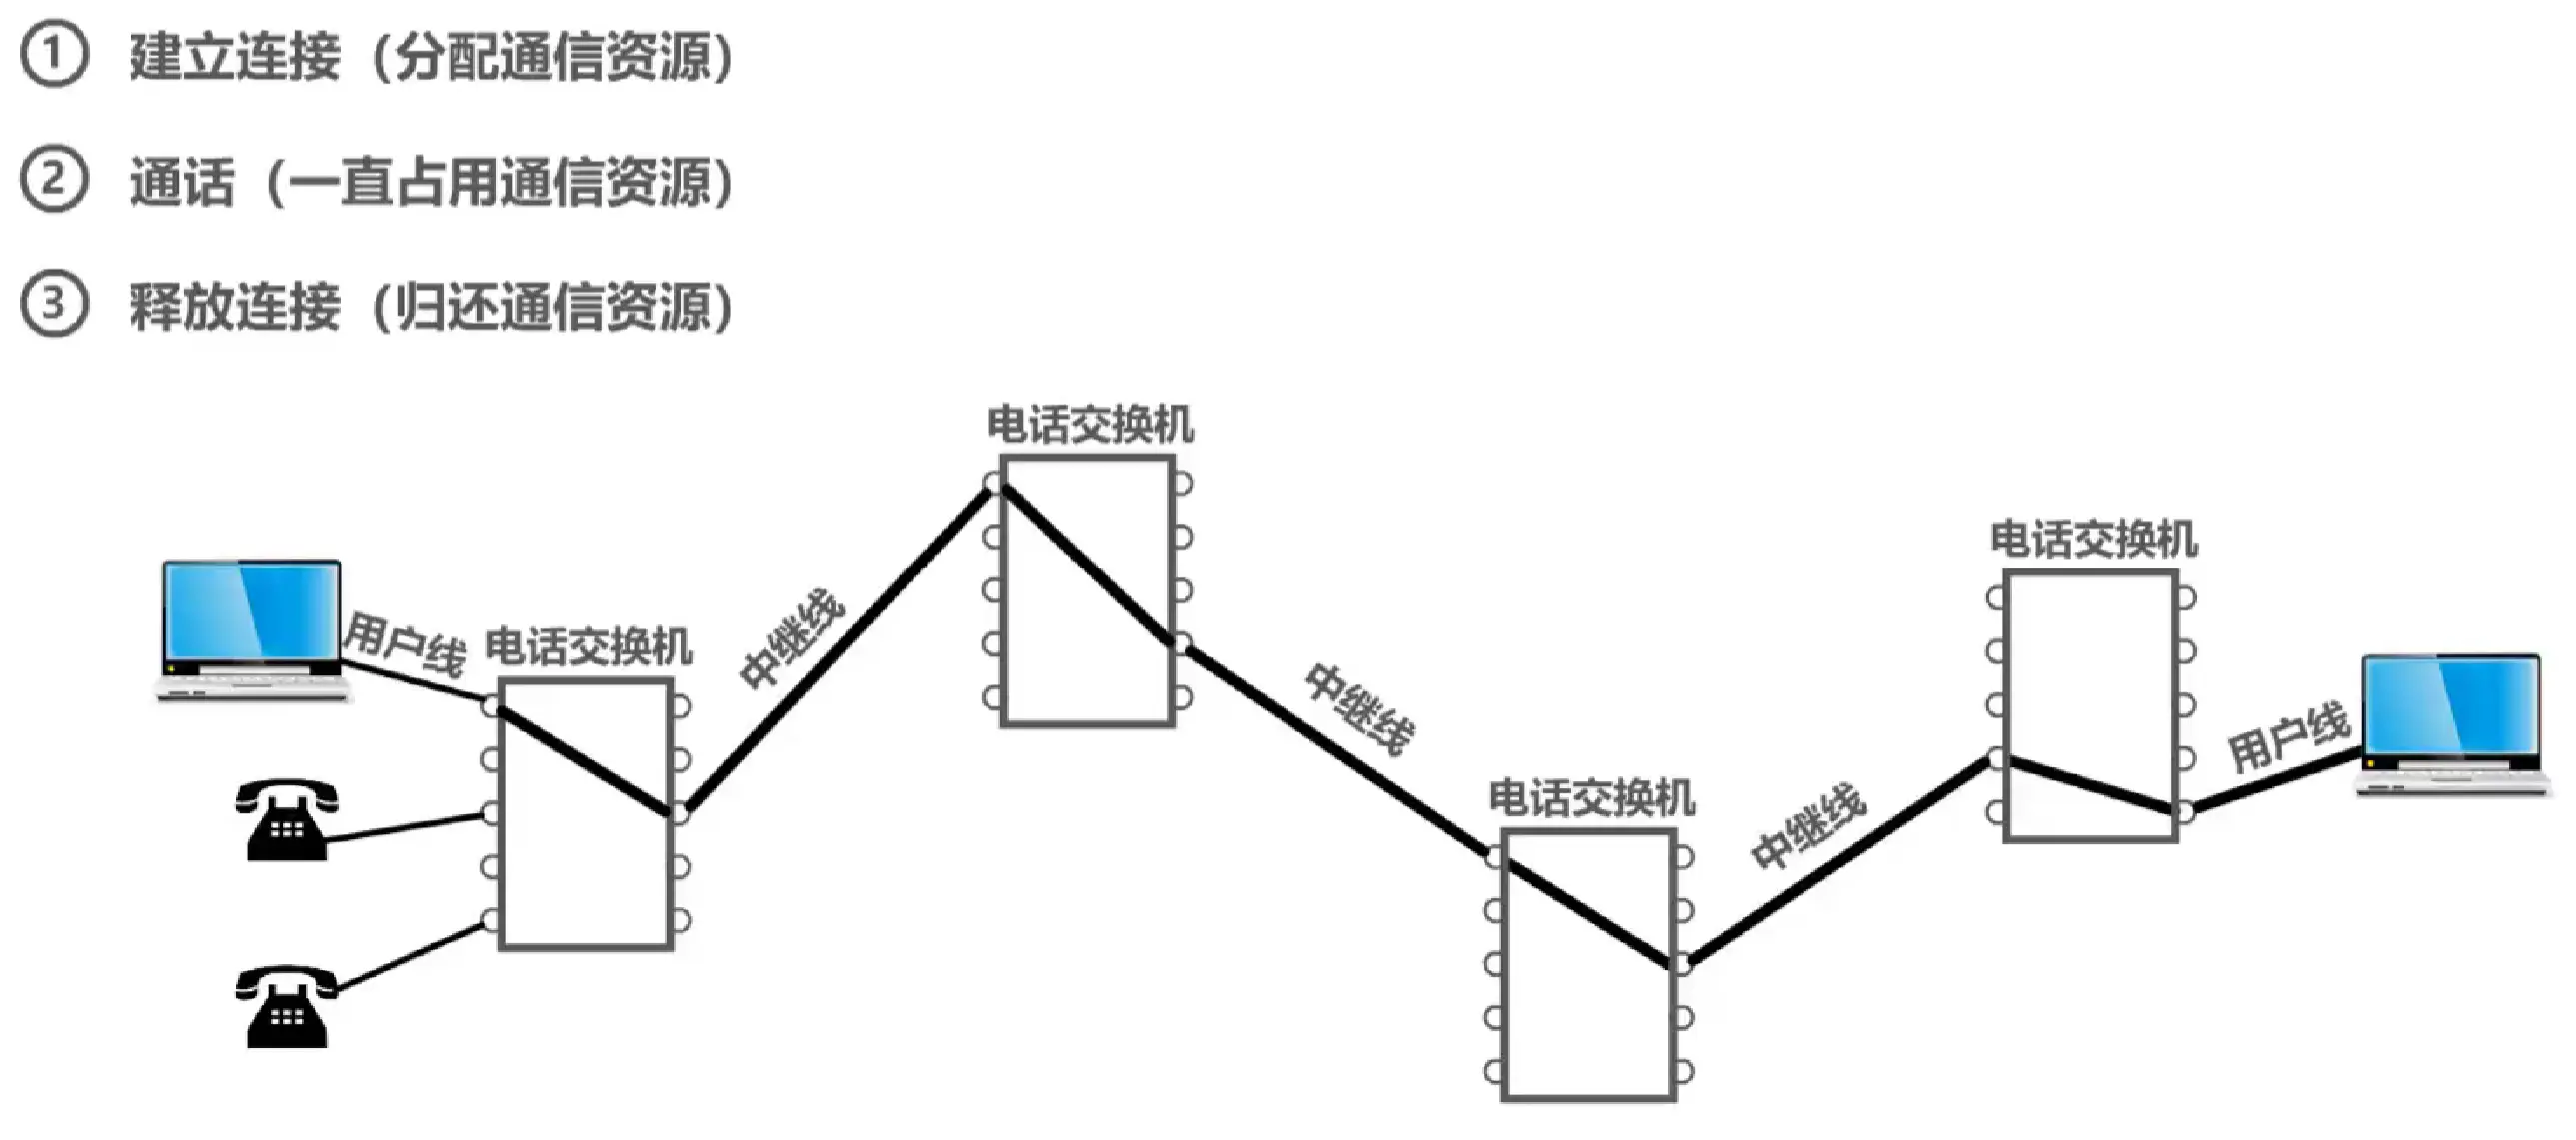 ① 建立连接（分配通信资源）
② 通话（一直占用通信资源）
③ 释放连接（归还通信资源）
电话交换机
电话交换机
用户线
电话交换机
中继线
中继线
用户线
电话交换机
中继线